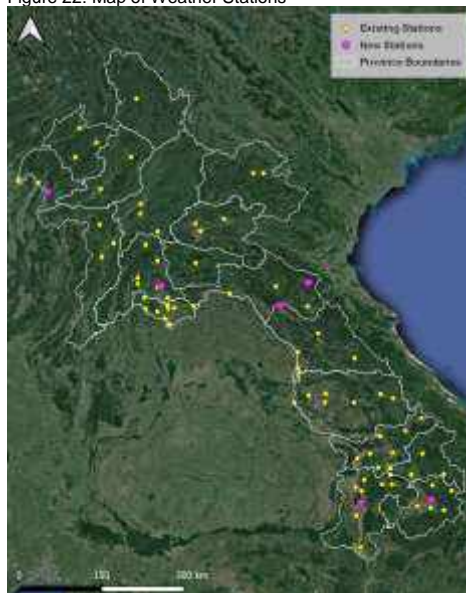 Figure 22: Map of Weather Stations
Existing Stations
New Stations
Province Boundaries
0 150 300 km